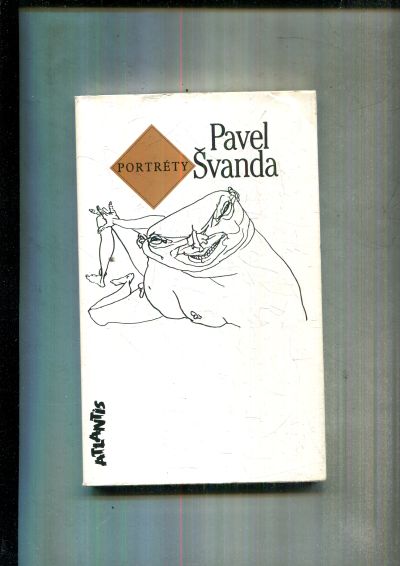 Pavel
Švanda
PORTRÉTY
ATLANTIS